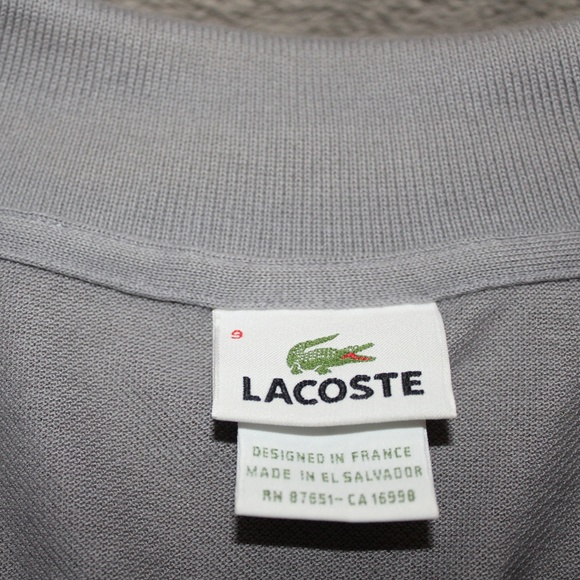 9
LACOSTE
DESIGNED IN FRANCE
MADE IN EL SALVADOR
RN 87651-CA 16998